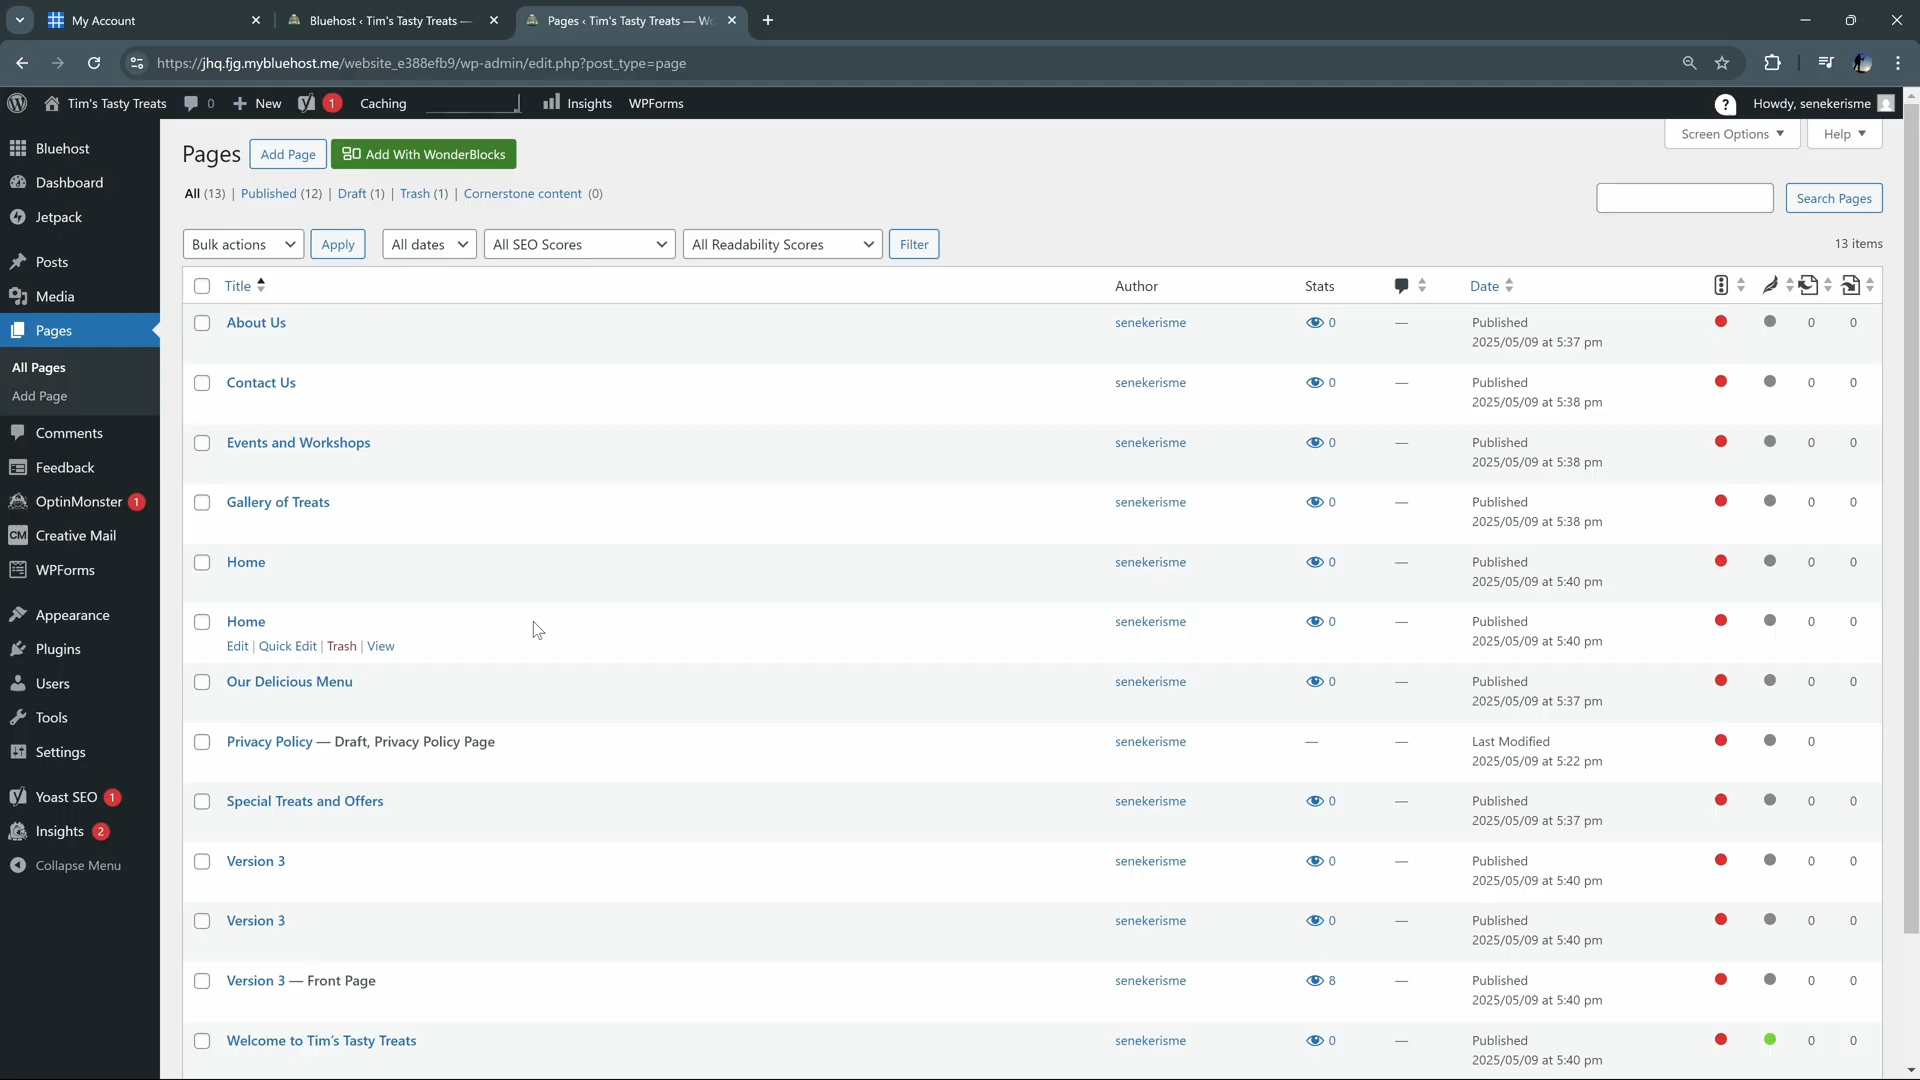 My Account
Bluehost ‹ Tim's Tasty Treats —
Pages ‹ Tim's Tasty Treats — W
https://jhq.fjg.mybluehost.me/website_e388efb9/wp-admin/edit.php?post_type=page
Tim's Tasty Treats 0 New 1 Caching Insights WPForms
? Howdy, senekerisme
Bluehost
Dashboard
Jetpack
Posts
Media
Pages
All Pages
Add Page
Comments
Feedback
OptinMonster 1
CM Creative Mail
WPForms
Appearance
Plugins
Users
Tools
Settings
Yoast SEO 1
Insights 2
Collapse Menu
Screen Options Help
Pages Add Page Add With WonderBlocks
All (13) | Published (12) | Draft (1) | Trash (1) | Cornerstone content (0)
Search Pages
Bulk actions Apply All dates All SEO Scores All Readability Scores Filter
13 items
Title Author Stats Date
About Us senekerisme 0 — Published 0 0
2025/05/09 at 5:37 pm
Contact Us senekerisme 0 — Published 0 0
2025/05/09 at 5:38 pm
Events and Workshops senekerisme 0 — Published 0 0
2025/05/09 at 5:38 pm
Gallery of Treats senekerisme 0 — Published 0 0
2025/05/09 at 5:38 pm
Home senekerisme 0 — Published 0 0
2025/05/09 at 5:40 pm
Home senekerisme 0 — Published 0 0
Edit | Quick Edit | Trash | View 2025/05/09 at 5:40 pm
Our Delicious Menu senekerisme 0 — Published 0 0
2025/05/09 at 5:37 pm
Privacy Policy — Draft, Privacy Policy Page senekerisme — — Last Modified 0
2025/05/09 at 5:22 pm
Special Treats and Offers senekerisme 0 — Published 0 0
2025/05/09 at 5:37 pm
Version 3 senekerisme 0 — Published 0 0
2025/05/09 at 5:40 pm
Version 3 senekerisme 0 — Published 0 0
2025/05/09 at 5:40 pm
Version 3 — Front Page senekerisme 8 — Published 0 0
2025/05/09 at 5:40 pm
Welcome to Tim's Tasty Treats senekerisme 0 — Published 0 0
2025/05/09 at 5:40 pm